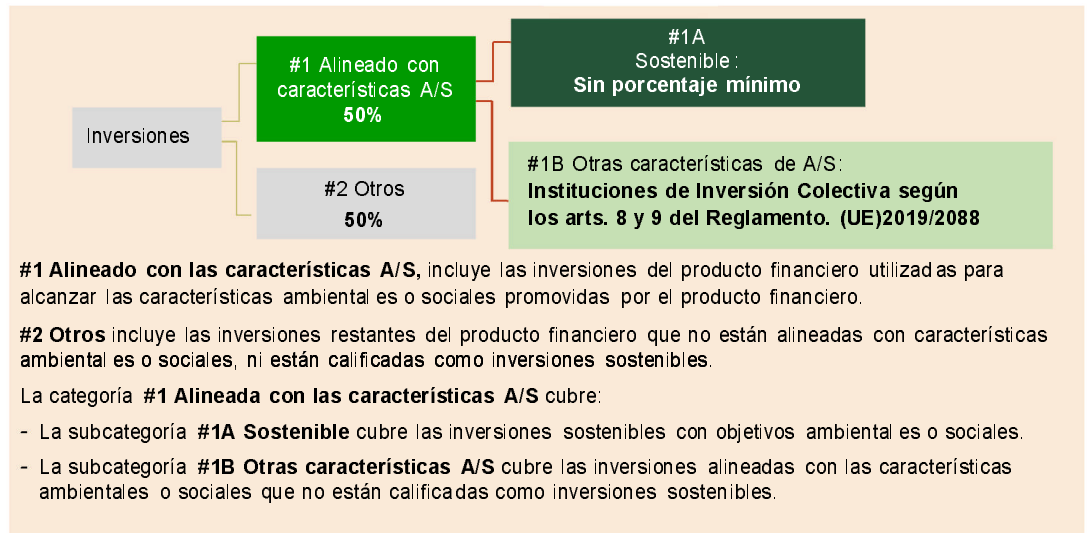 Inversiones
#1 Alineado con
características A/S
50%
#2 Otros
50%
#1A
Sostenible :
Sin porcentaje mínimo
#1B Otras características de A/S:
Instituciones de Inversión Colectiva según
los arts. 8 y 9 del Reglamento. (UE)2019/2088
#1 Alineado con las características A/S, incluye las inversiones del producto financiero utilizadas para
alcanzar las características ambientales o sociales promovidas por el producto financiero.
#2 Otros incluye las inversiones restantes del producto financiero que no están alineadas con características
ambientales o sociales, ni están calificadas como inversiones sostenibles.
La categoría #1 Alineada con las características A/S cubre:
- La subcategoría #1A Sostenible cubre las inversiones sostenibles con objetivos ambientales o sociales.
- La subcategoría #1B Otras características A/S cubre las inversiones alineadas con las características
ambientales o sociales que no están calificadas como inversiones sostenibles.